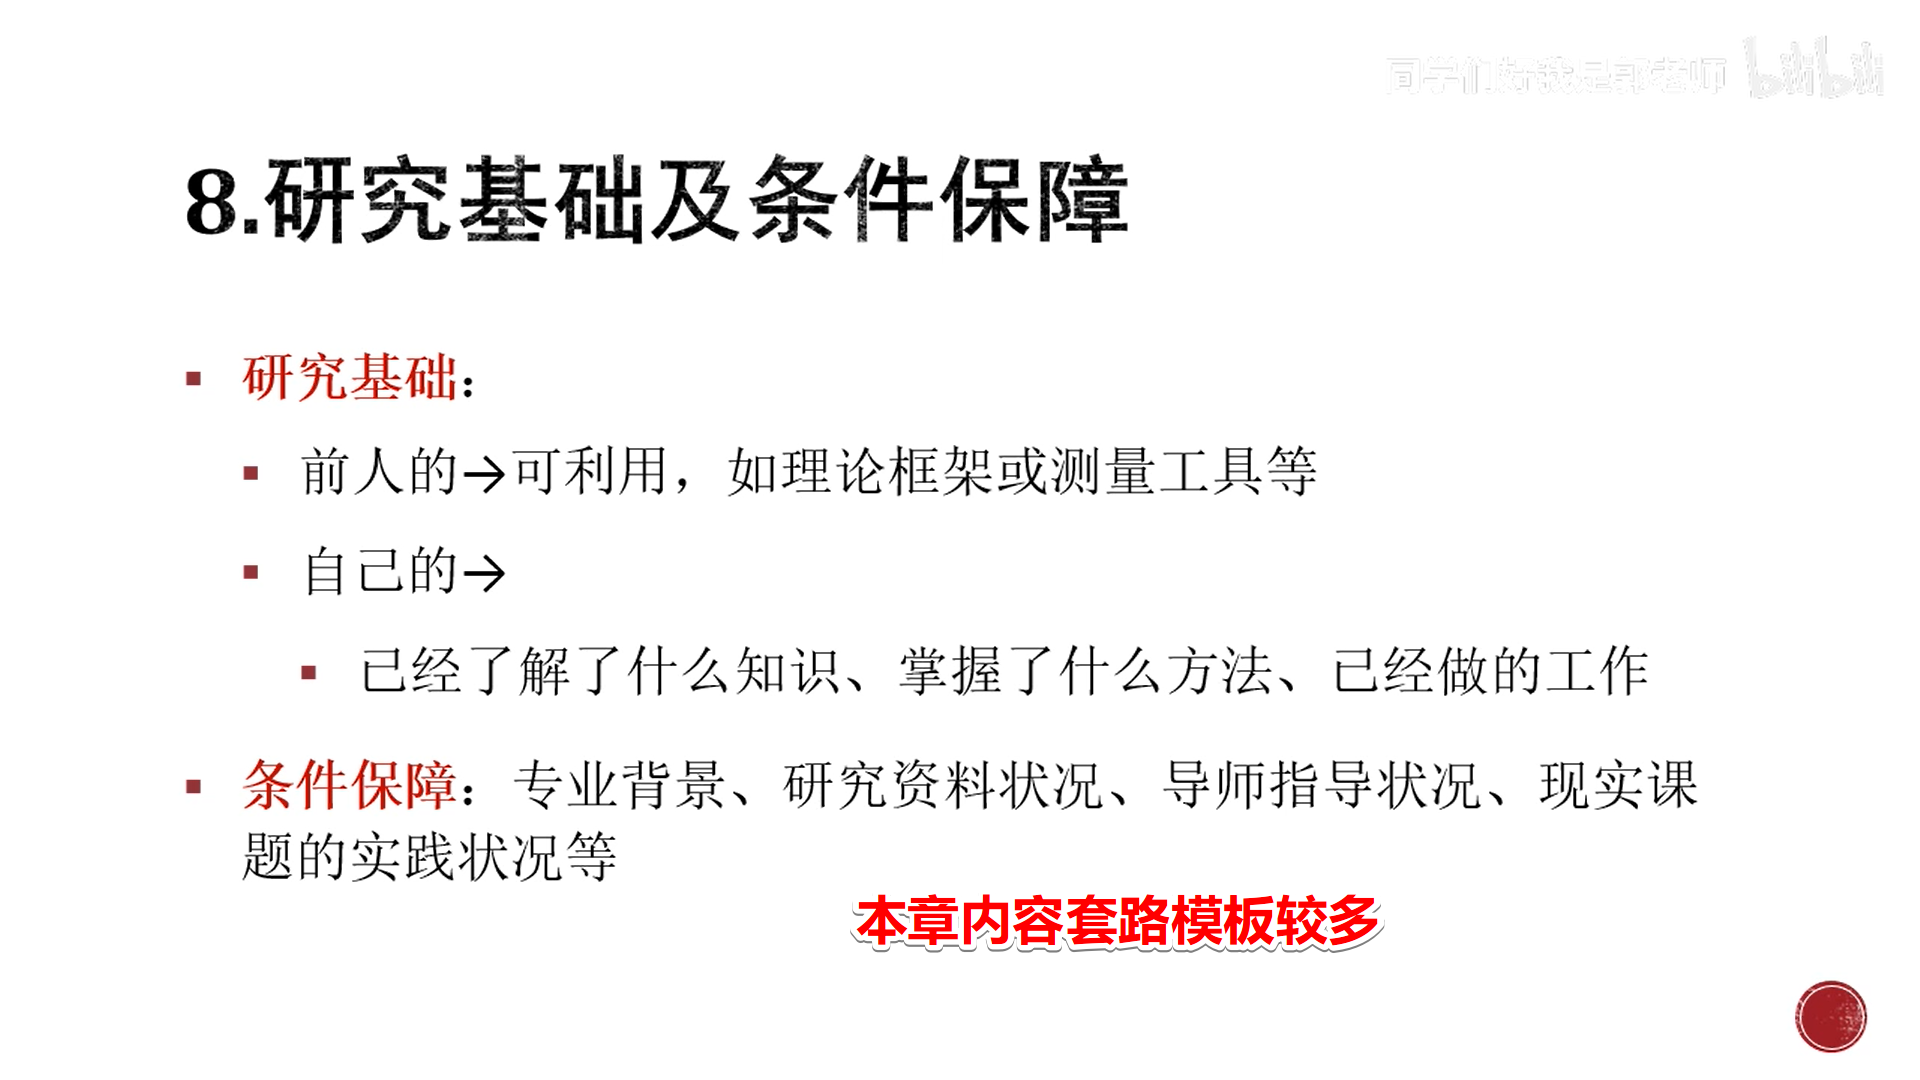 同学们好我是郭老师 bilibili
8.研究基础及条件保障
▪ 研究基础：
▪ 前人的→可利用，如理论框架或测量工具等
▪ 自己的→
▪ 已经了解了什么知识、掌握了什么方法、已经做的工作
▪ 条件保障：专业背景、研究资料状况、导师指导状况、现实课
题的实践状况等
本章内容套路模板较多